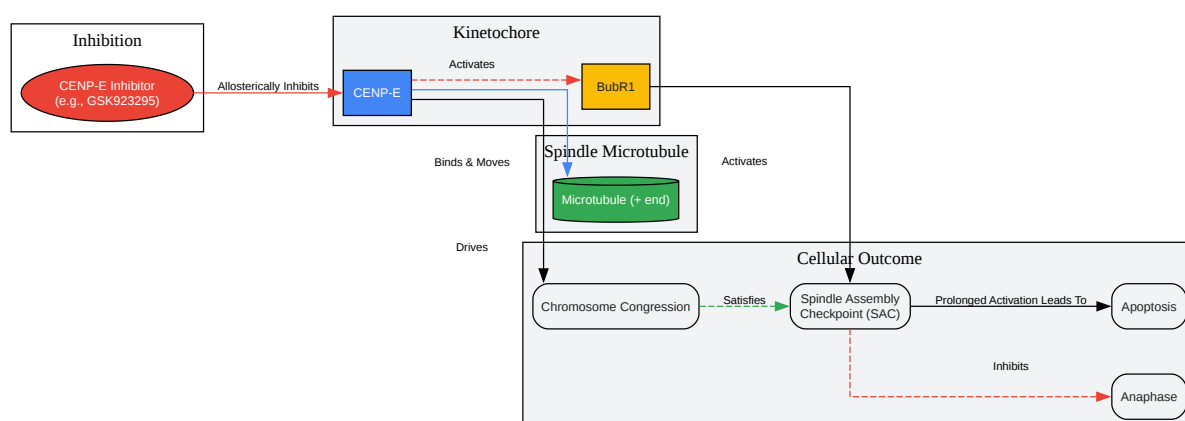 Inhibition
CENP-E Inhibitor
(e.g., GSK923295)
Allosterically Inhibits
Kinetochore
CENP-E
Activates
BubR1
Binds & Moves
Spindle Microtubule
Microtubule (+ end)
Activates
Drives
Cellular Outcome
Chromosome Congression
Satisfies
Spindle Assembly
Checkpoint (SAC)
Prolonged Activation Leads To
Apoptosis
Inhibits
Anaphase